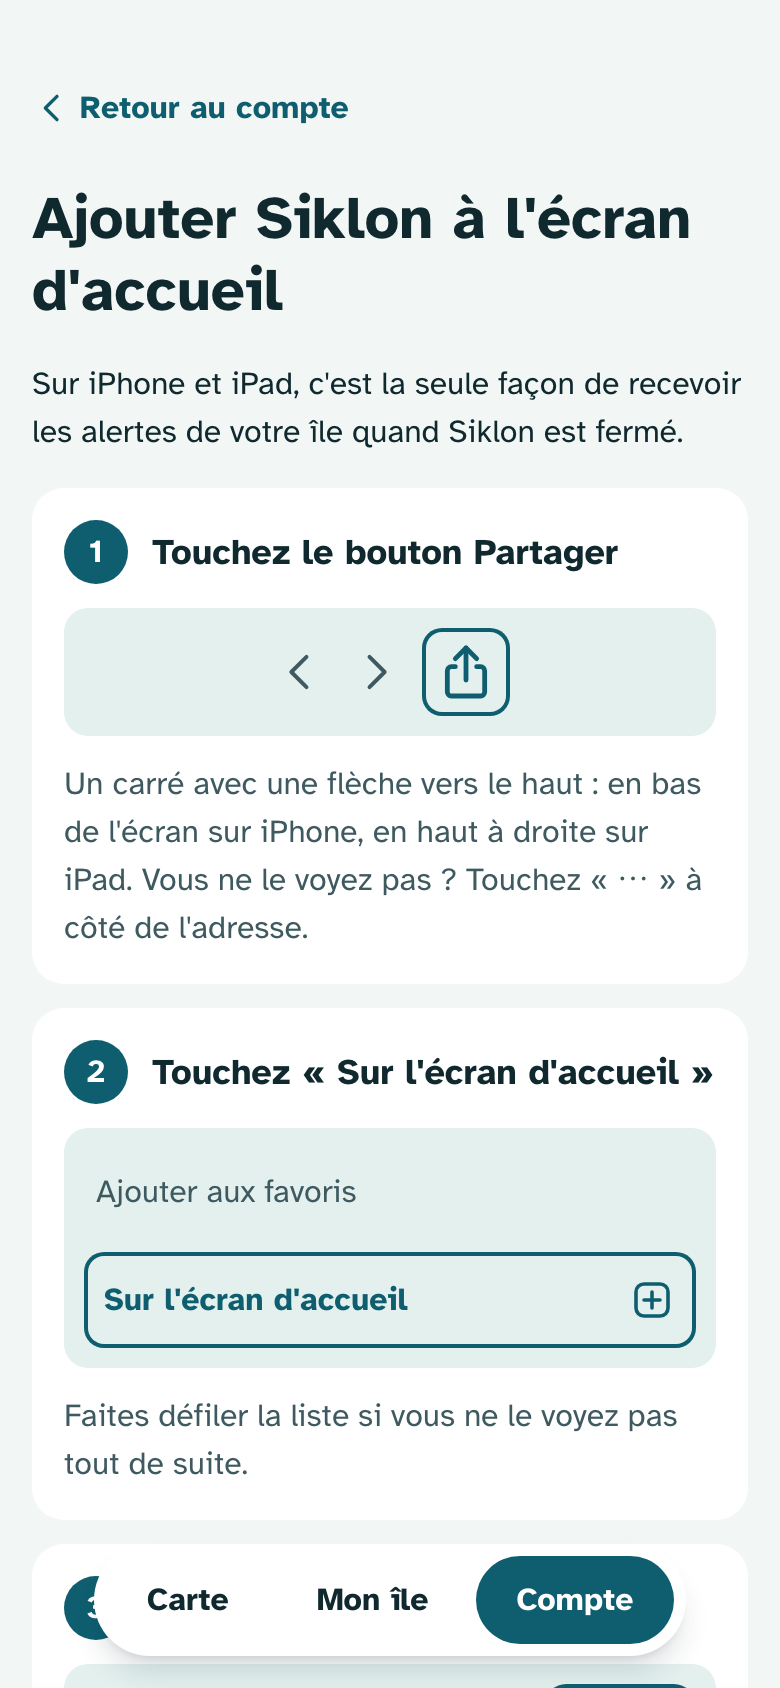 Retour au compte
Ajouter Siklon à l'écran
d'accueil
Sur iPhone et iPad, c'est la seule façon de recevoir
les alertes de votre île quand Siklon est fermé.
1 Touchez le bouton Partager
Un carré avec une flèche vers le haut : en bas
de l'écran sur iPhone, en haut à droite sur
iPad. Vous ne le voyez pas ? Touchez « ··· » à
côté de l'adresse.
2 Touchez « Sur l'écran d'accueil »
Ajouter aux favoris
Sur l'écran d'accueil
Faites défiler la liste si vous ne le voyez pas
tout de suite.
3
Carte Mon île Compte